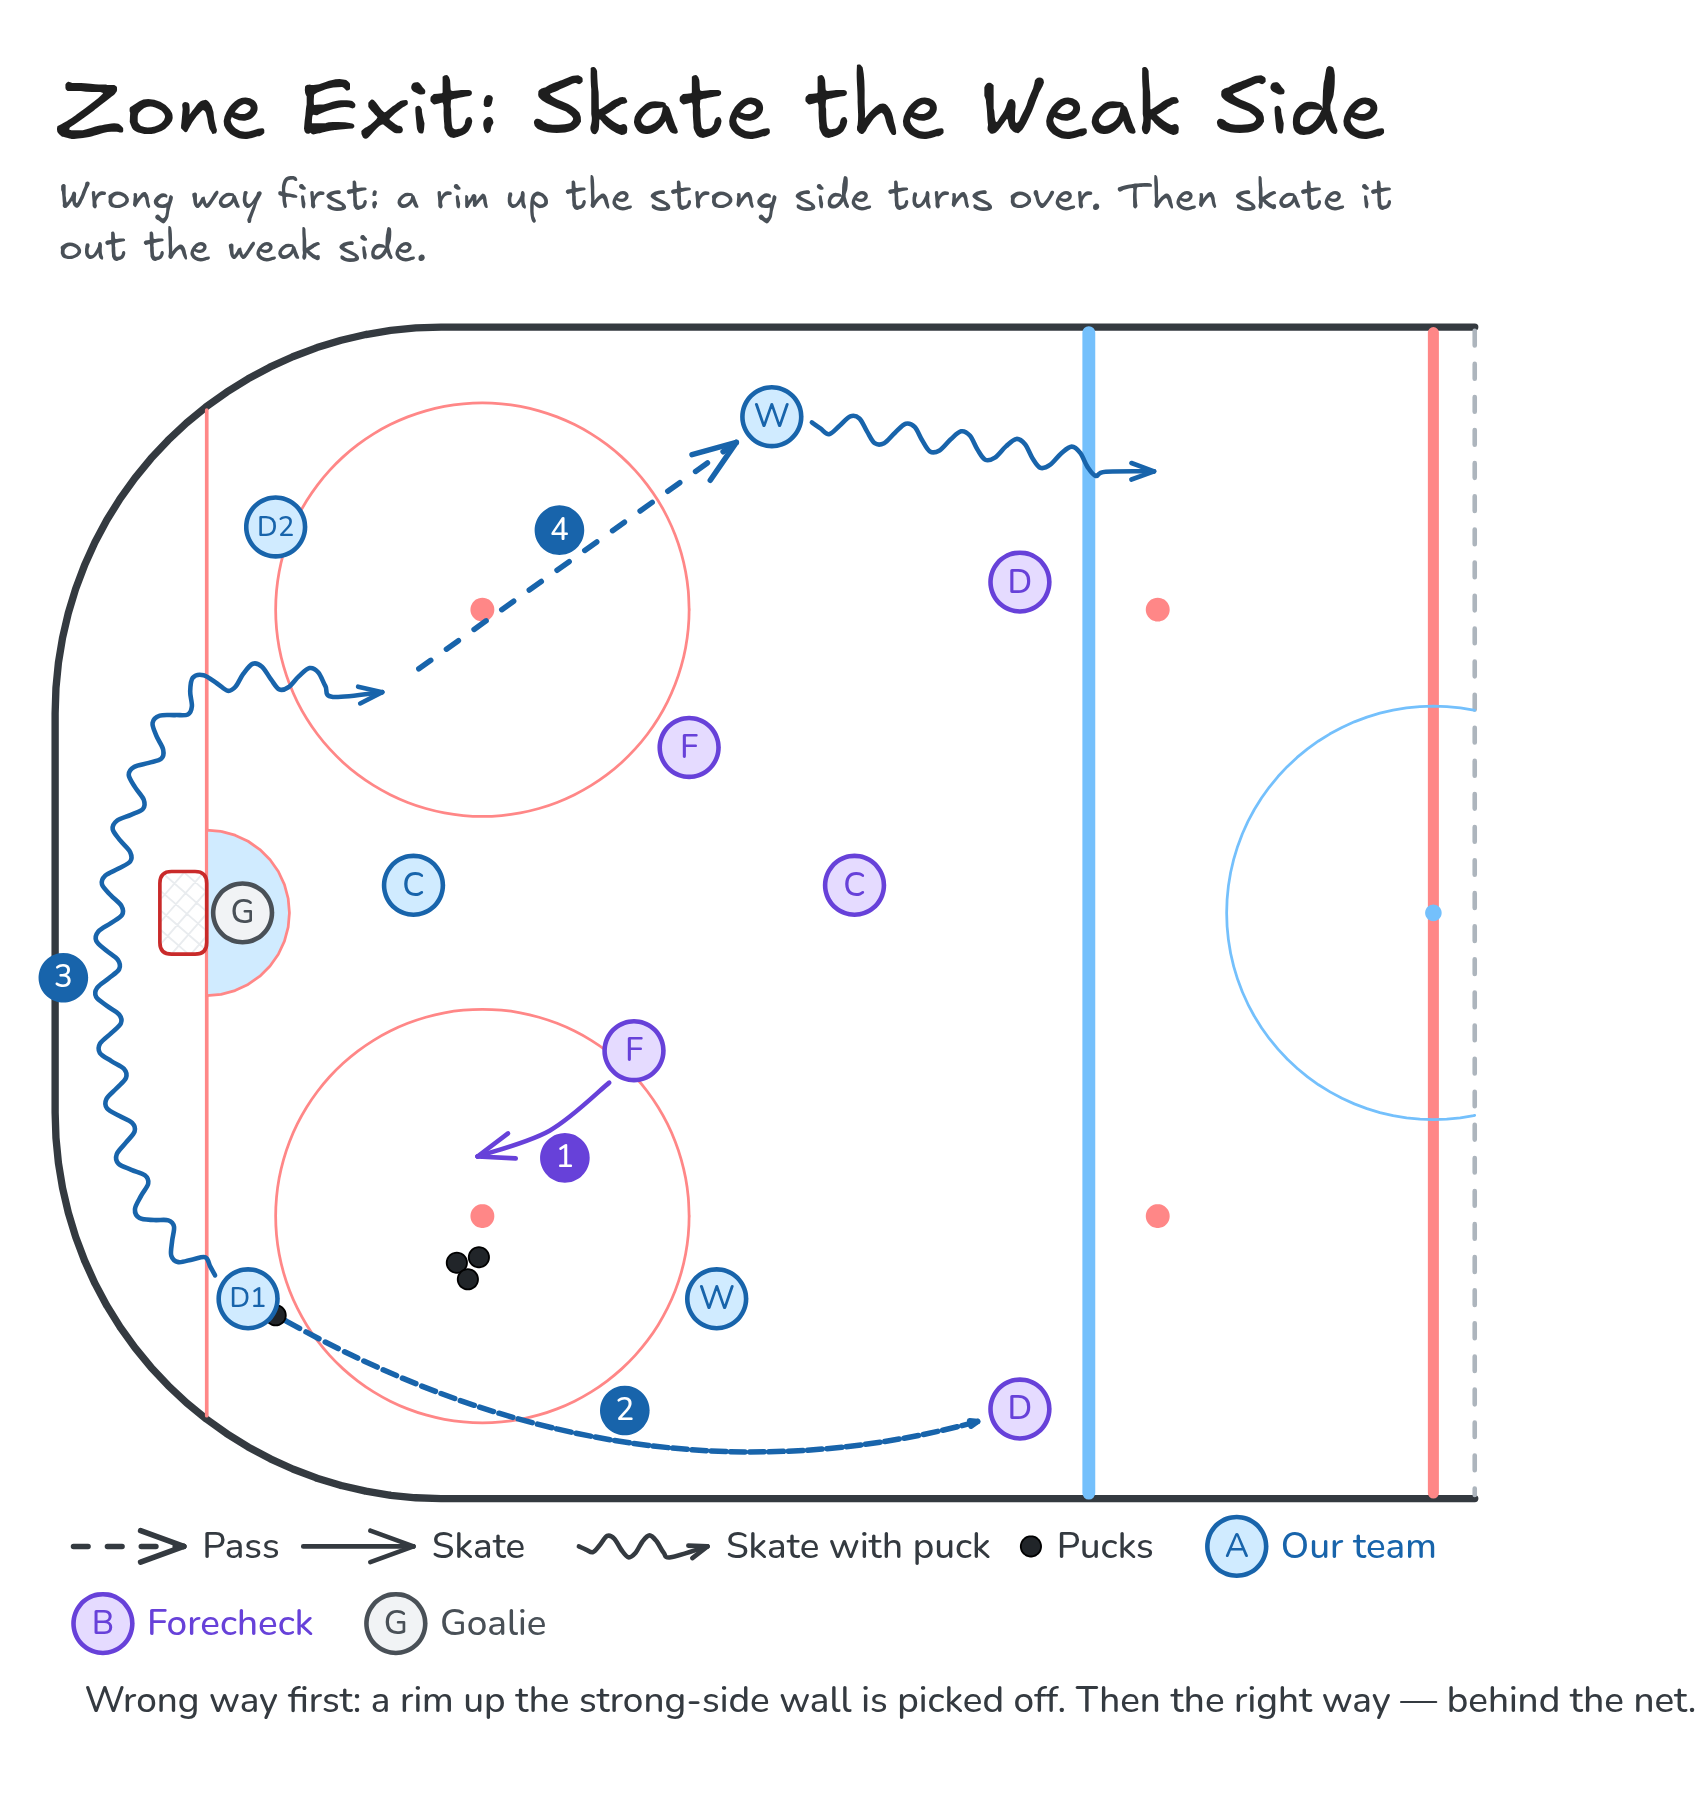 Zone Exit: Skate the Weak Side
Wrong way first: a rim up the strong side turns over. Then skate it
out the weak side.
W
D2
4
D
F
C
C
G
3
F
1
D1
W
2
D
Pass Skate Skate with puck Pucks A Our team
B Forecheck G Goalie
Wrong way first: a rim up the strong-side wall is picked off. Then the right way — behind the net.